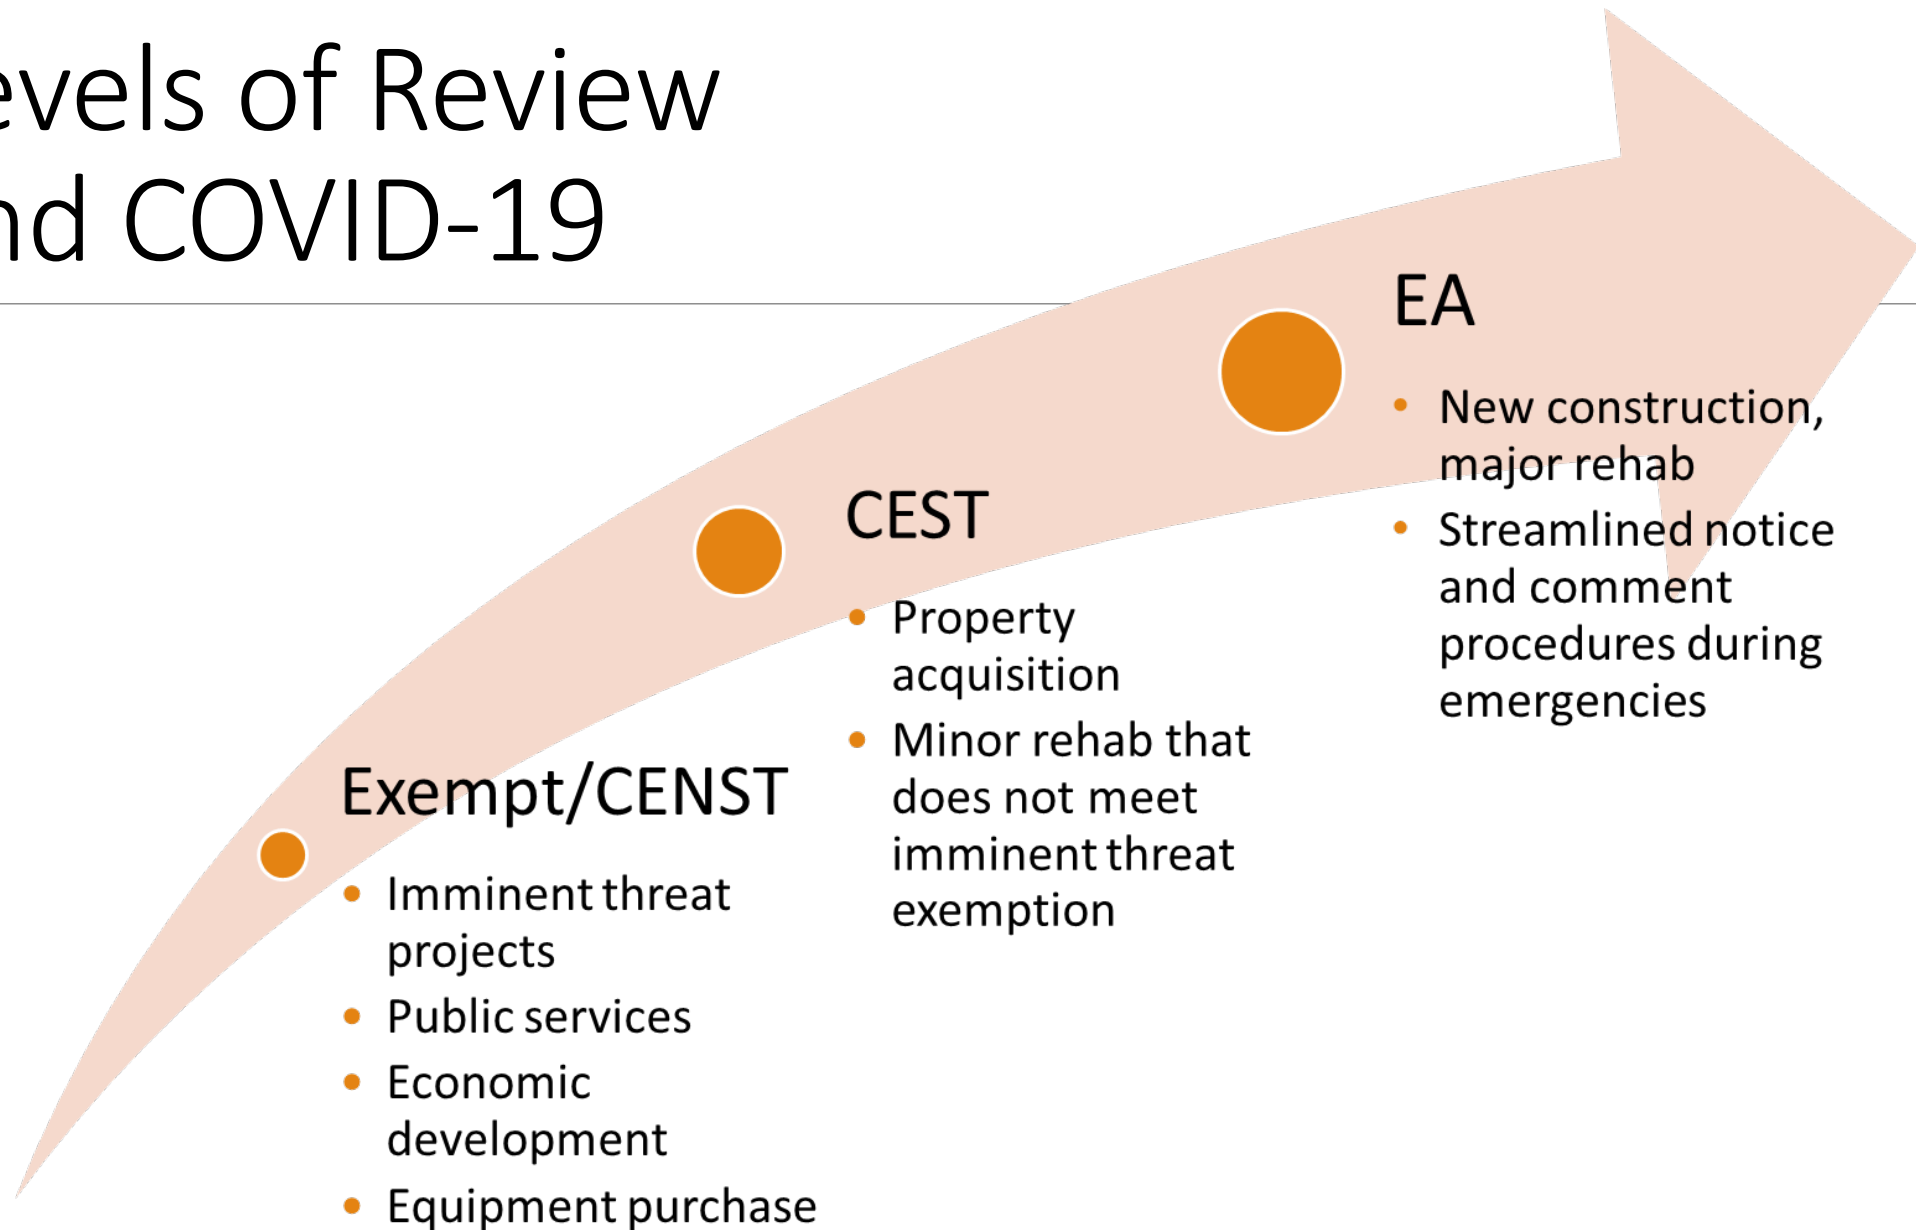 evels of Review
nd COVID-19
EA
• New construction,
major rehab
• Streamlined notice
and comment
procedures during
emergencies
CEST
• Property
acquisition
• Minor rehab that
does not meet
imminent threat
exemption
Exempt/CENST
• Imminent threat
projects
• Public services
• Economic
development
• Equipment purchase